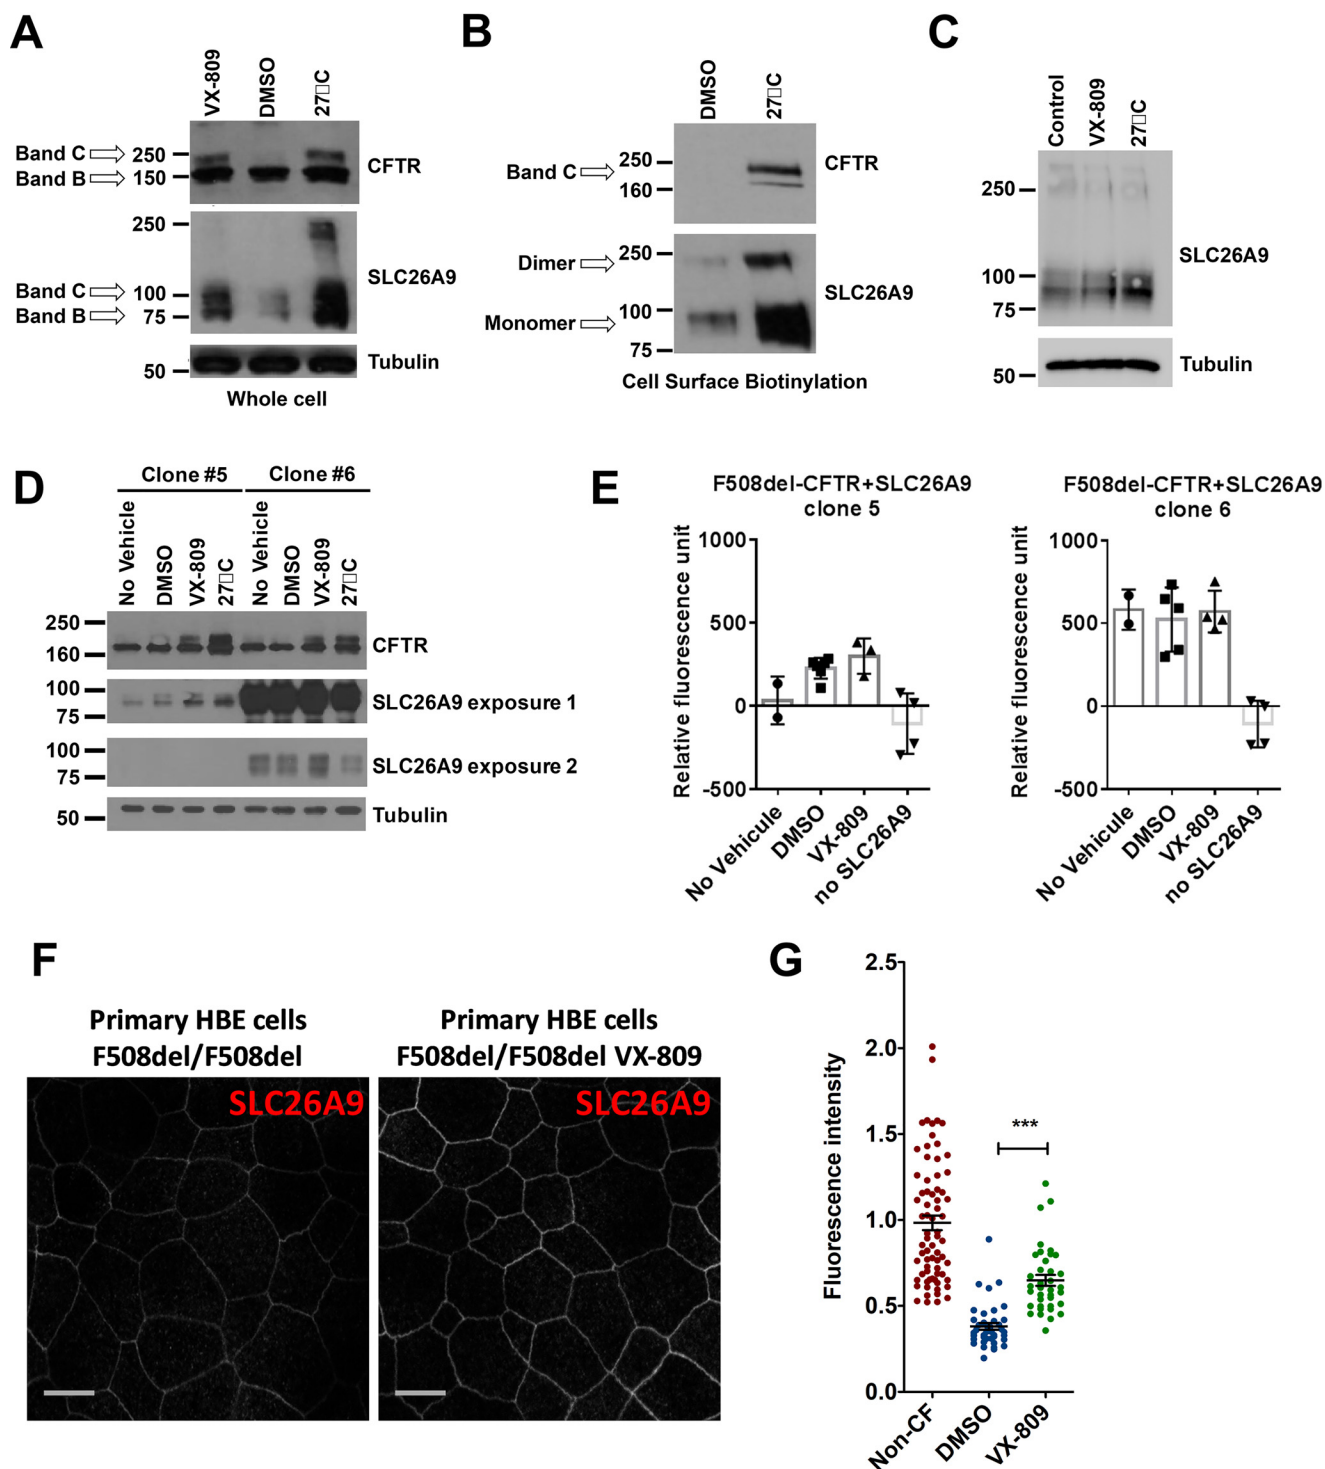 A
VX-809
DMSO
27□C
Band C
250
Band B
150
CFTR
250
Band C
100
Band B
75
SLC26A9
50
Tubulin
Whole cell
B
DMSO
27□C
Band C
250
160
CFTR
Dimer
250
Monomer
100
75
SLC26A9
Cell Surface Biotinylation
C
Control
VX-809
27□C
250
100
75
SLC26A9
50
Tubulin
D
Clone #5
Clone #6
No Vehicle
DMSO
VX-809
27□C
No Vehicle
DMSO
VX-809
27□C
250
160
CFTR
100
75
SLC26A9 exposure 1
100
75
SLC26A9 exposure 2
50
Tubulin
E
F508del-CFTR+SLC26A9
clone 5
Relative fluorescence unit
1000
500
0
-500
No Vehicule
DMSO
VX-809
no SLC26A9
F508del-CFTR+SLC26A9
clone 6
Relative fluorescence unit
1000
500
0
-500
No Vehicule
DMSO
VX-809
no SLC26A9
F
Primary HBE cells
F508del/F508del
SLC26A9
Primary HBE cells
F508del/F508del VX-809
SLC26A9
G
Fluorescence intensity
2.5
2.0
1.5
1.0
0.5
0.0
***
Non-CF
DMSO
VX-809